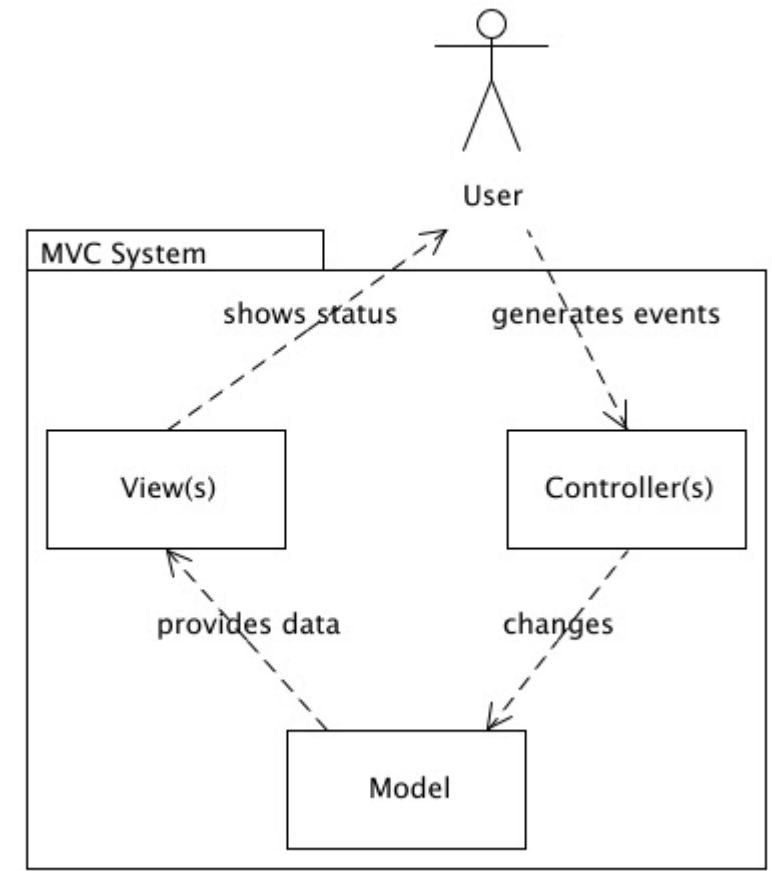 User
MVC System
shows status
generates events
View(s)
Controller(s)
provides data
changes
Model